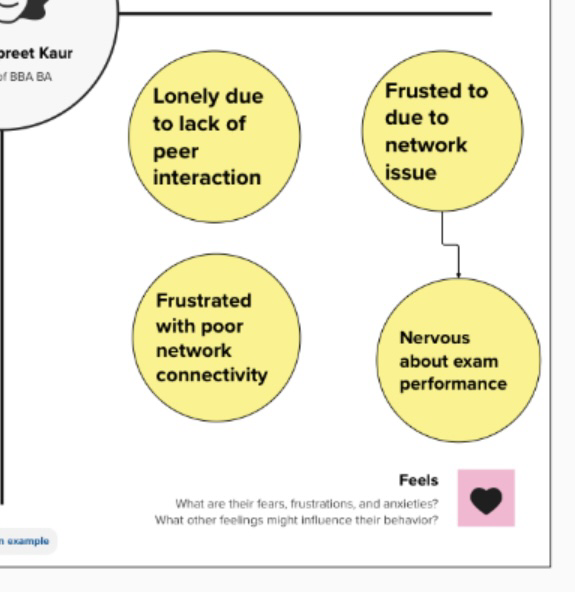 preet Kaur
of BBA BA
Lonely due
to lack of
peer
interaction
Frusted to
due to
network
issue
Frustrated
with poor
network
connectivity
Nervous
about exam
performance
Feels
What are their fears, frustrations, and anxieties?
What other feelings might influence their behavior?
example